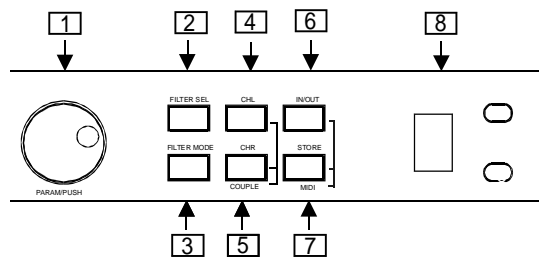 1 2 4 6 8
FILTER SEL CHL IN/OUT
FILTER MODE CHR STORE
PARAM/PUSH COUPLE MIDI
3 5 7